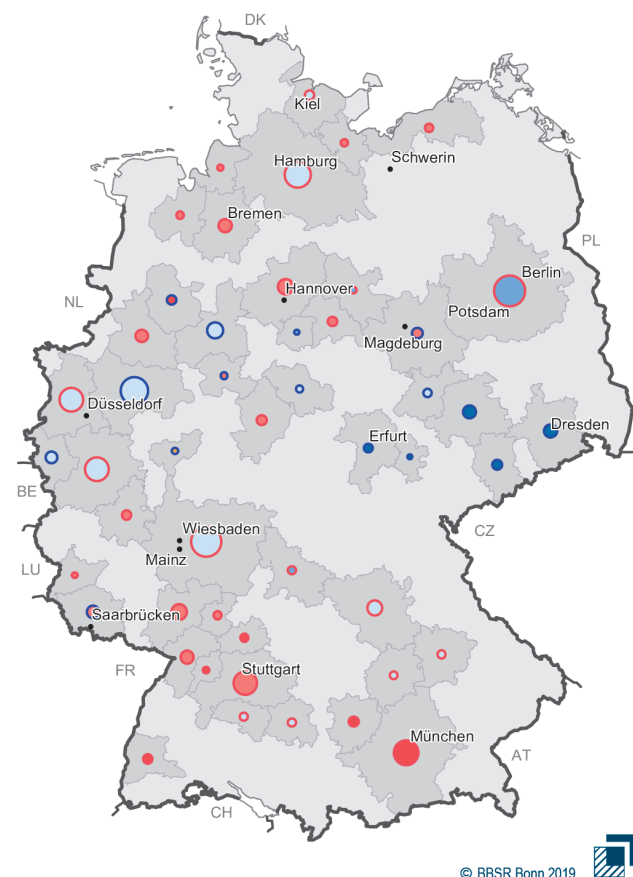 DK
Kiel
Schwerin
Hamburg
Bremen
PL
Berlin
NL
Hannover
Potsdam
Magdeburg
Düsseldorf
Dresden
Erfurt
BE
Wiesbaden
CZ
Mainz
LU
Saarbrücken
FR
Stuttgart
München
AT
CH
© BBSR Bonn 2019